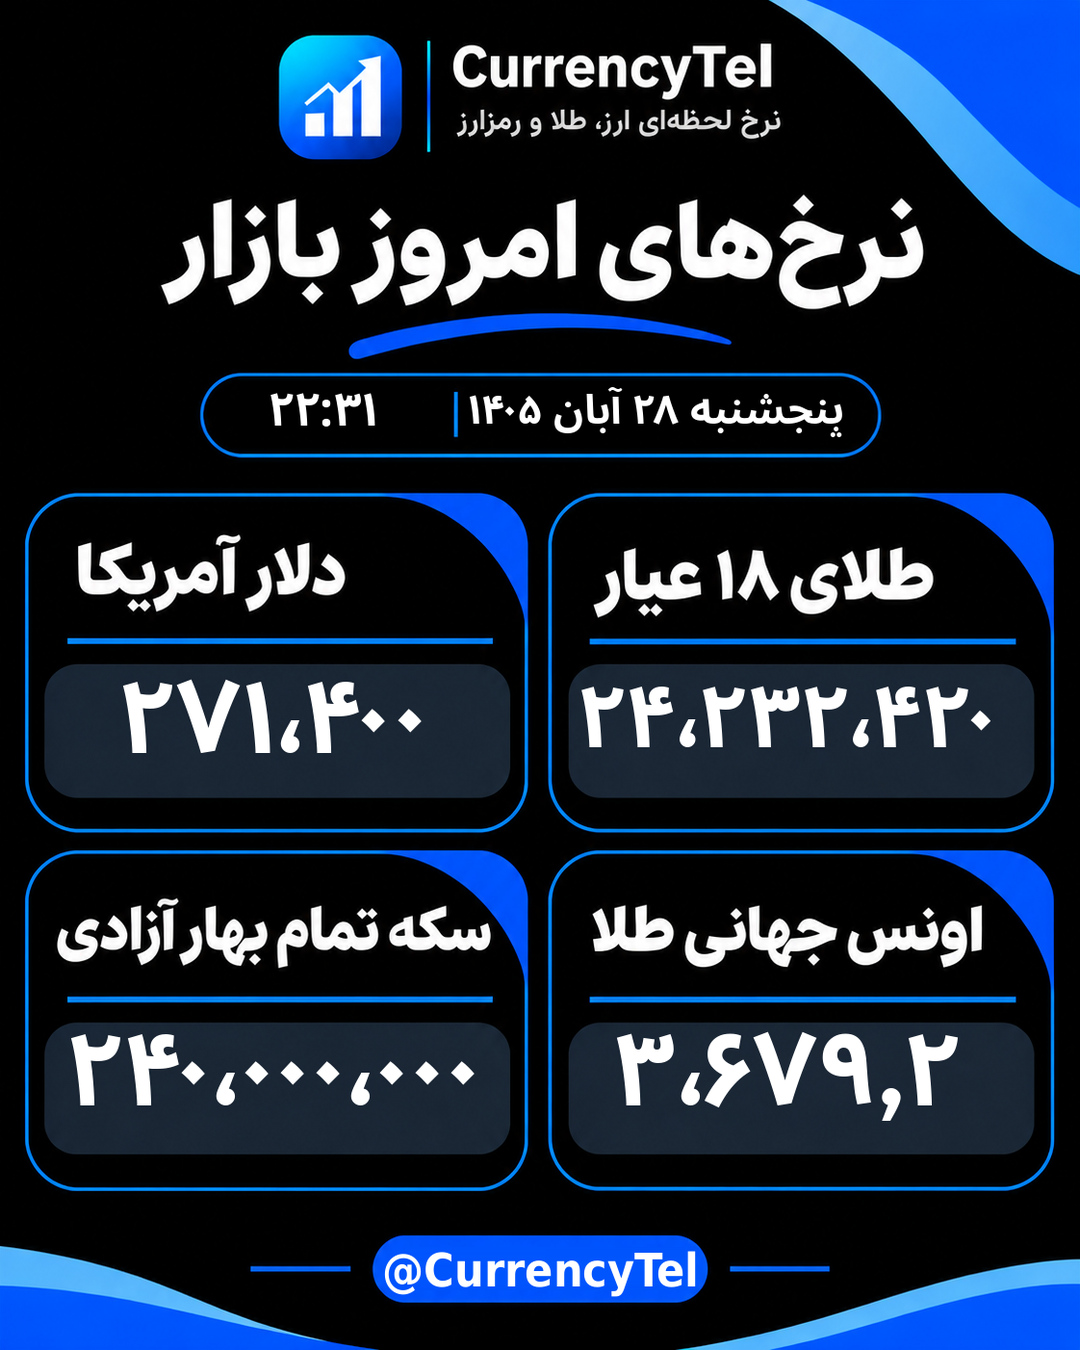 CurrencyTel
نرخ لحظه‌ای ارز، طلا و رمزارز
نرخ‌های امروز بازار
پنجشنبه ۲۸ آبان ۱۴۰۵ | ۲۲:۳۱
طلای ۱۸ عیار
۲۴،۲۳۲،۴۲۰
دلار آمریکا
۲۷۱،۴۰۰
اونس جهانی طلا
۳،۶۷۹,۲
سکه تمام بهار آزادی
۲۴۰،۰۰۰،۰۰۰
@CurrencyTel